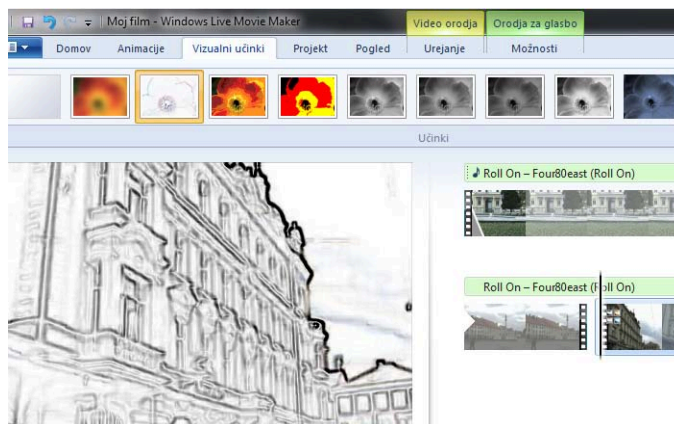 Moj film - Windows Live Movie Maker
Video orodja
Orodja za glasbo
Domov
Animacije
Vizualni učinki
Projekt
Pogled
Urejanje
Možnosti
Učinki
Roll On – Four80east (Roll On)
Roll On – Four80east (Roll On)